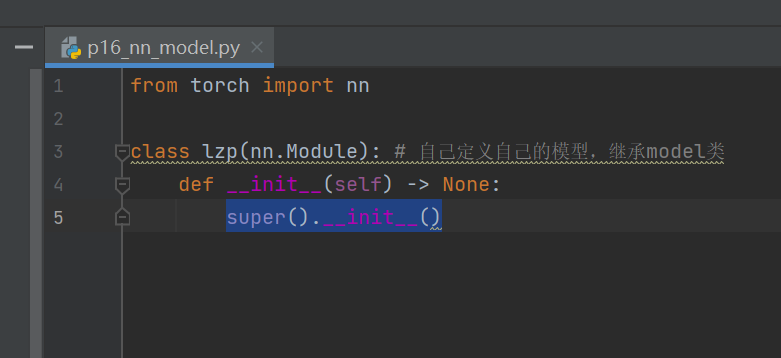 p16_nn_model.py
1 from torch import nn
2
3 class lzp(nn.Module): # 自己定义自己的模型，继承model类
4 def __init__(self) -> None:
5 super().__init__()